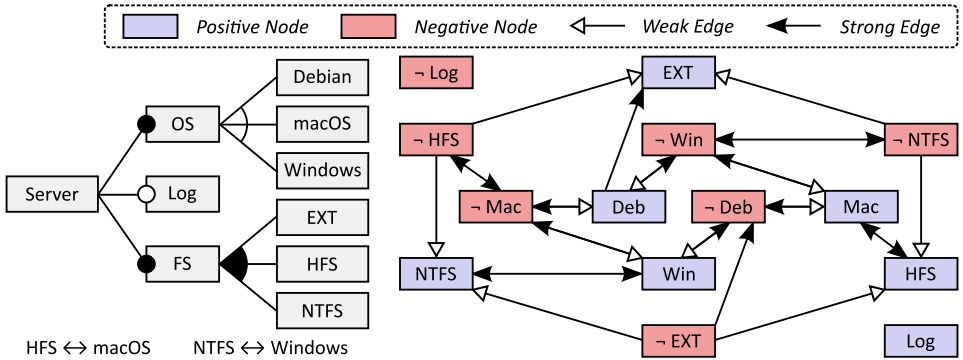 Positive Node
Negative Node
Weak Edge
Strong Edge
Debian
OS
macOS
Windows
Server
Log
EXT
FS
HFS
NTFS
HFS ↔ macOS
NTFS ↔ Windows
¬ Log
EXT
¬ HFS
¬ Win
¬ NTFS
¬ Mac
Deb
¬ Deb
Mac
NTFS
Win
HFS
¬ EXT
Log